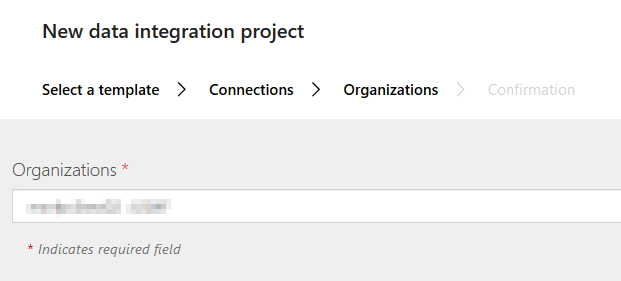 New data integration project
Select a template > Connections > Organizations > Confirmation
Organizations *
* Indicates required field